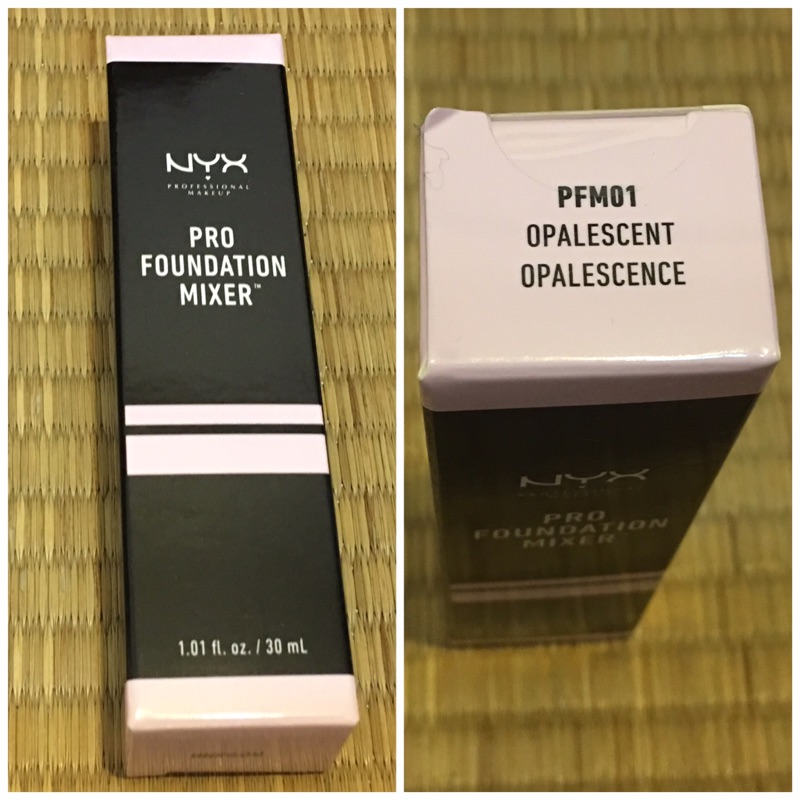 NYX
PROFESSIONAL
MAKEUP
PRO
FOUNDATION
MIXER™
1.01 fl. oz. / 30 mL
PFM01
OPALESCENT
OPALESCENCE
NYX
PRO
FOUNDATION
MIXER